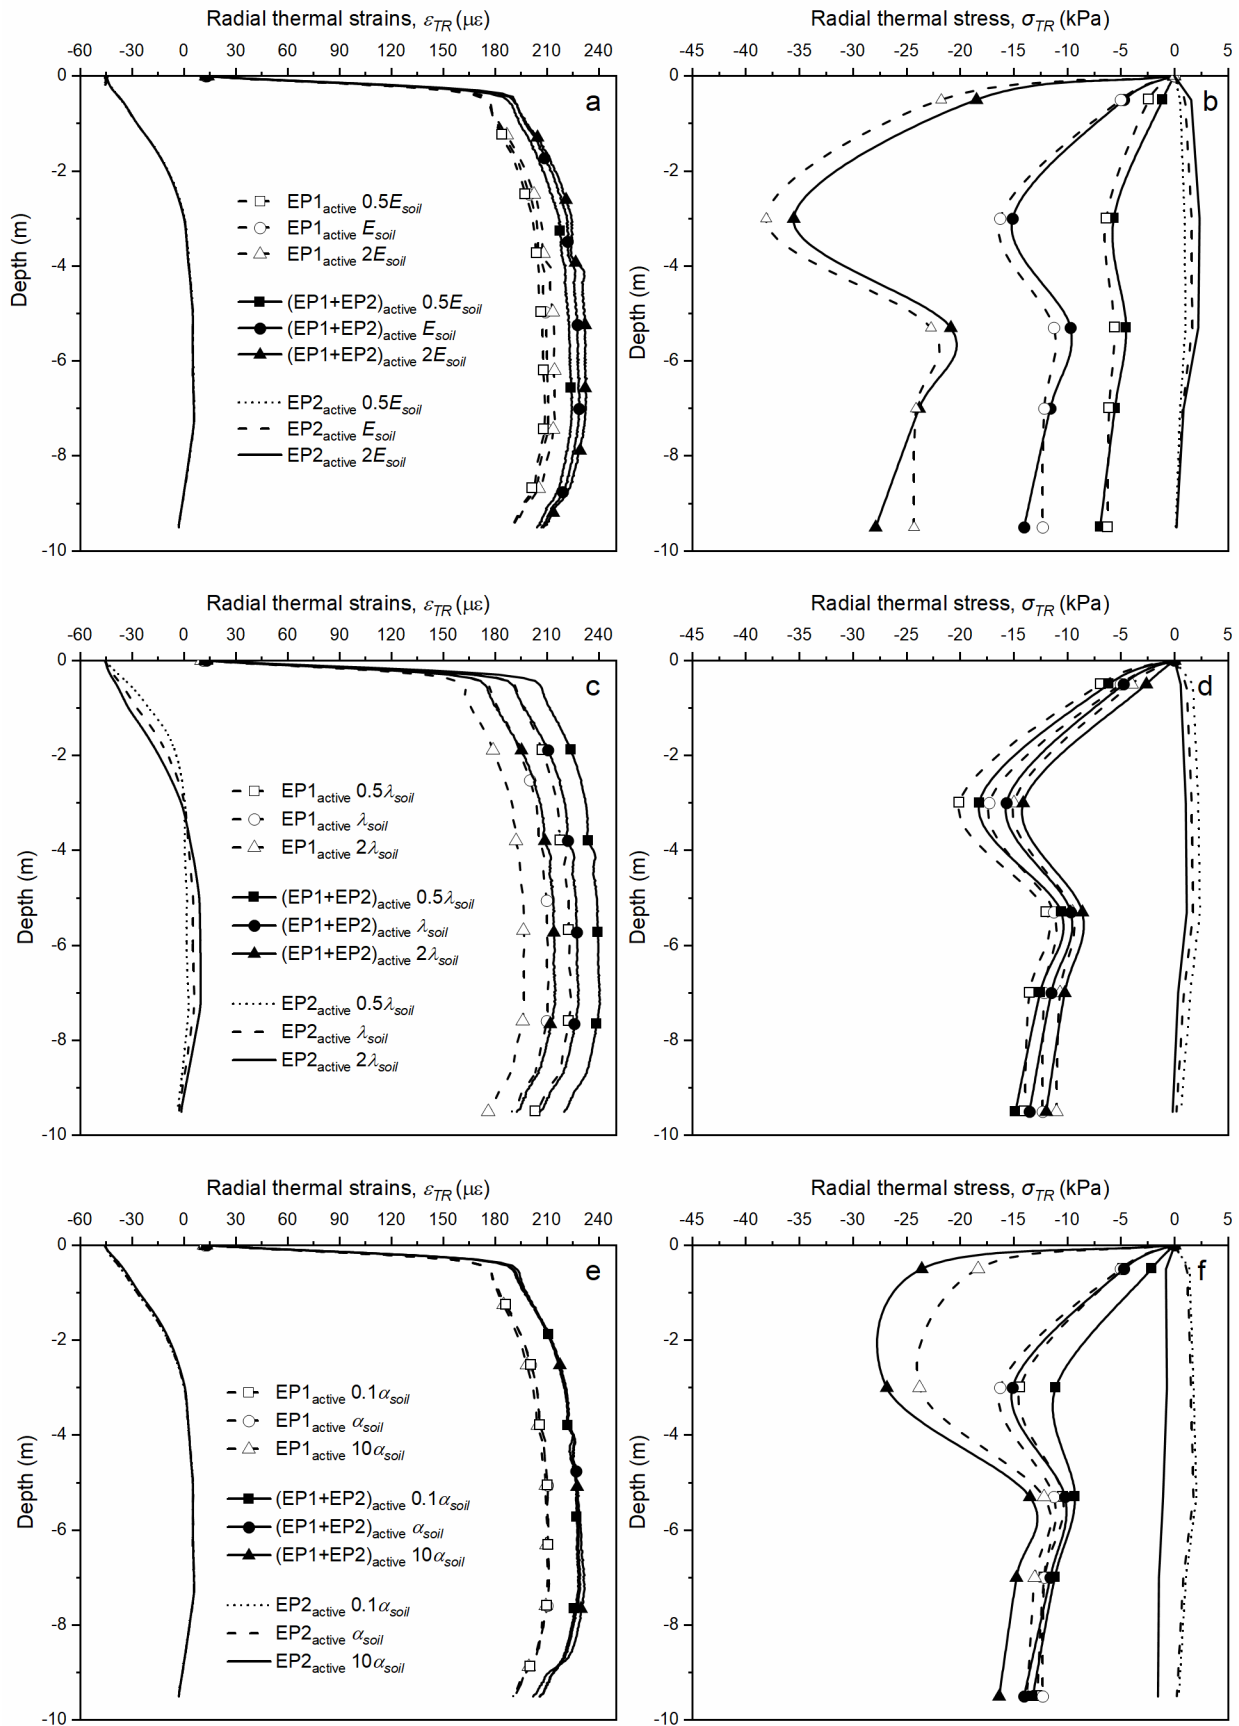 Radial thermal strains, εTR (με)
-60 -30 0 30 60 90 120 150 180 210 240
0
-2
-4
-6
-8
-10
Depth (m)
a
EP1active 0.5Esoil
EP1active Esoil
EP1active 2Esoil
(EP1+EP2)active 0.5Esoil
(EP1+EP2)active Esoil
(EP1+EP2)active 2Esoil
EP2active 0.5Esoil
EP2active Esoil
EP2active 2Esoil
Radial thermal stress, σTR (kPa)
-45 -40 -35 -30 -25 -20 -15 -10 -5 0 5
0
-2
-4
-6
-8
-10
Depth (m)
b
Radial thermal strains, εTR (με)
-60 -30 0 30 60 90 120 150 180 210 240
0
-2
-4
-6
-8
-10
Depth (m)
c
EP1active 0.5λsoil
EP1active λsoil
EP1active 2λsoil
(EP1+EP2)active 0.5λsoil
(EP1+EP2)active λsoil
(EP1+EP2)active 2λsoil
EP2active 0.5λsoil
EP2active λsoil
EP2active 2λsoil
Radial thermal stress, σTR (kPa)
-45 -40 -35 -30 -25 -20 -15 -10 -5 0 5
0
-2
-4
-6
-8
-10
Depth (m)
d
Radial thermal strains, εTR (με)
-60 -30 0 30 60 90 120 150 180 210 240
0
-2
-4
-6
-8
-10
Depth (m)
e
EP1active 0.1αsoil
EP1active αsoil
EP1active 10αsoil
(EP1+EP2)active 0.1αsoil
(EP1+EP2)active αsoil
(EP1+EP2)active 10αsoil
EP2active 0.1αsoil
EP2active αsoil
EP2active 10αsoil
Radial thermal stress, σTR (kPa)
-45 -40 -35 -30 -25 -20 -15 -10 -5 0 5
0
-2
-4
-6
-8
-10
Depth (m)
f